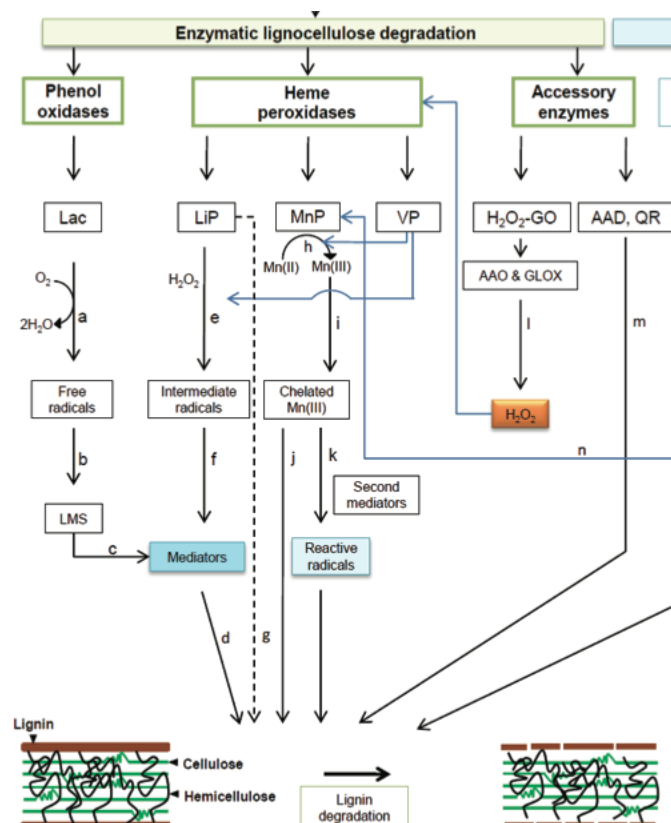 Enzymatic lignocellulose degradation
Phenol
oxidases
Heme
peroxidases
Accessory
enzymes
Lac
LiP
MnP
VP
H₂O₂-GO
AAD, QR
h
Mn(II)
Mn(III)
O₂
2H₂O
a
H₂O₂
e
i
AAO & GLOX
l
m
Free
radicals
Intermediate
radicals
Chelated
Mn(III)
H₂O₂
n
b
f
j
k
Second
mediators
LMS
c
Mediators
Reactive
radicals
d
g
Lignin
Cellulose
Hemicellulose
Lignin
degradation